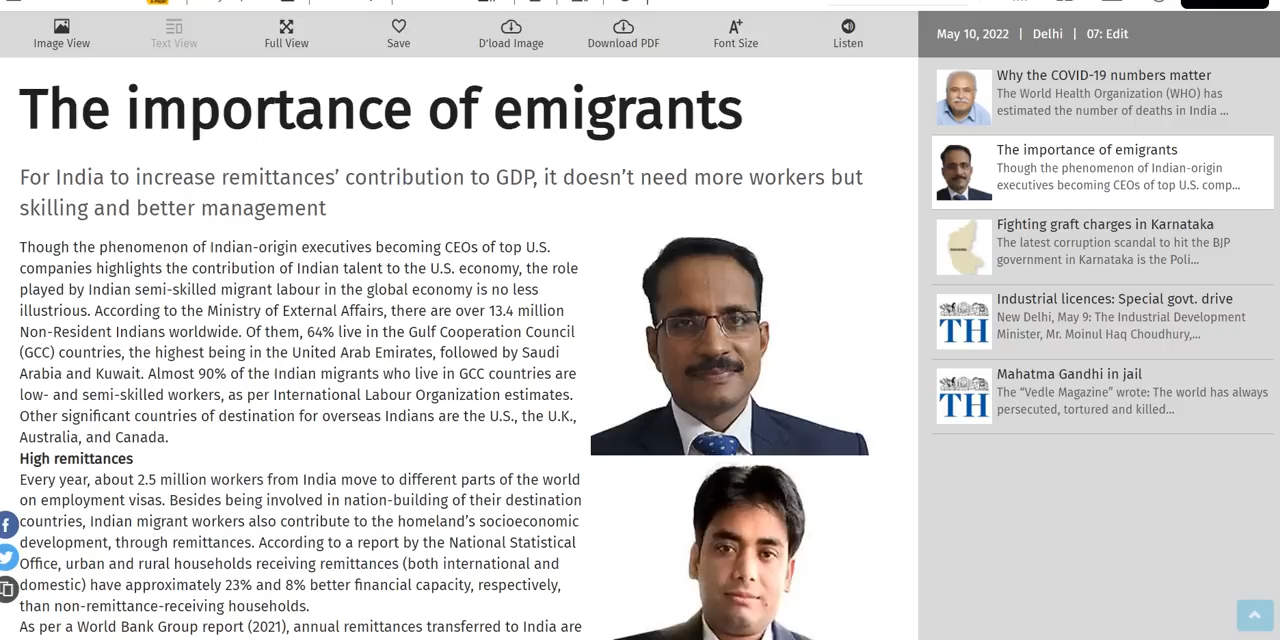 Image View
Text View
Full View
Save
D'load Image
Download PDF
Font Size
Listen
May 10, 2022 | Delhi | 07: Edit
The importance of emigrants
For India to increase remittances’ contribution to GDP, it doesn’t need more workers but
skilling and better management
Though the phenomenon of Indian-origin executives becoming CEOs of top U.S.
companies highlights the contribution of Indian talent to the U.S. economy, the role
played by Indian semi-skilled migrant labour in the global economy is no less
illustrious. According to the Ministry of External Affairs, there are over 13.4 million
Non-Resident Indians worldwide. Of them, 64% live in the Gulf Cooperation Council
(GCC) countries, the highest being in the United Arab Emirates, followed by Saudi
Arabia and Kuwait. Almost 90% of the Indian migrants who live in GCC countries are
low- and semi-skilled workers, as per International Labour Organization estimates.
Other significant countries of destination for overseas Indians are the U.S., the U.K.,
Australia, and Canada.
High remittances
Every year, about 2.5 million workers from India move to different parts of the world
on employment visas. Besides being involved in nation-building of their destination
countries, Indian migrant workers also contribute to the homeland’s socioeconomic
development, through remittances. According to a report by the National Statistical
Office, urban and rural households receiving remittances (both international and
domestic) have approximately 23% and 8% better financial capacity, respectively,
than non-remittance-receiving households.
As per a World Bank Group report (2021), annual remittances transferred to India are
Why the COVID-19 numbers matter
The World Health Organization (WHO) has
estimated the number of deaths in India ...
The importance of emigrants
Though the phenomenon of Indian-origin
executives becoming CEOs of top U.S. comp...
Fighting graft charges in Karnataka
The latest corruption scandal to hit the BJP
government in Karnataka is the Poli...
TH
Industrial licences: Special govt. drive
New Delhi, May 9: The Industrial Development
Minister, Mr. Moinul Haq Choudhury,...
TH
Mahatma Gandhi in jail
The “Vedle Magazine” wrote: The world has always
persecuted, tortured and killed...